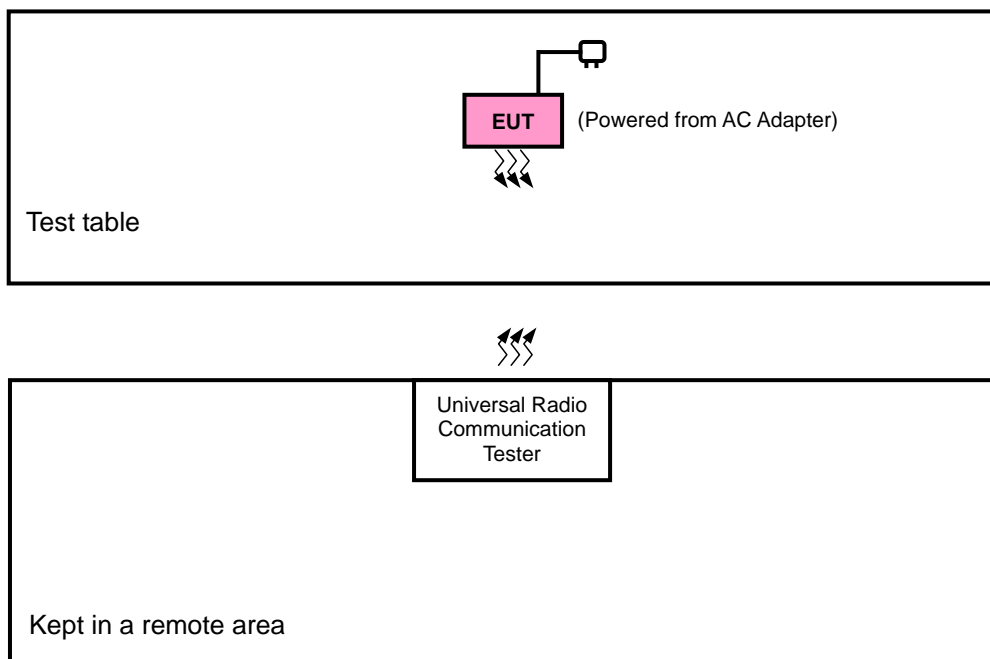 EUT
(Powered from AC Adapter)
Test table
Universal Radio
Communication
Tester
Kept in a remote area